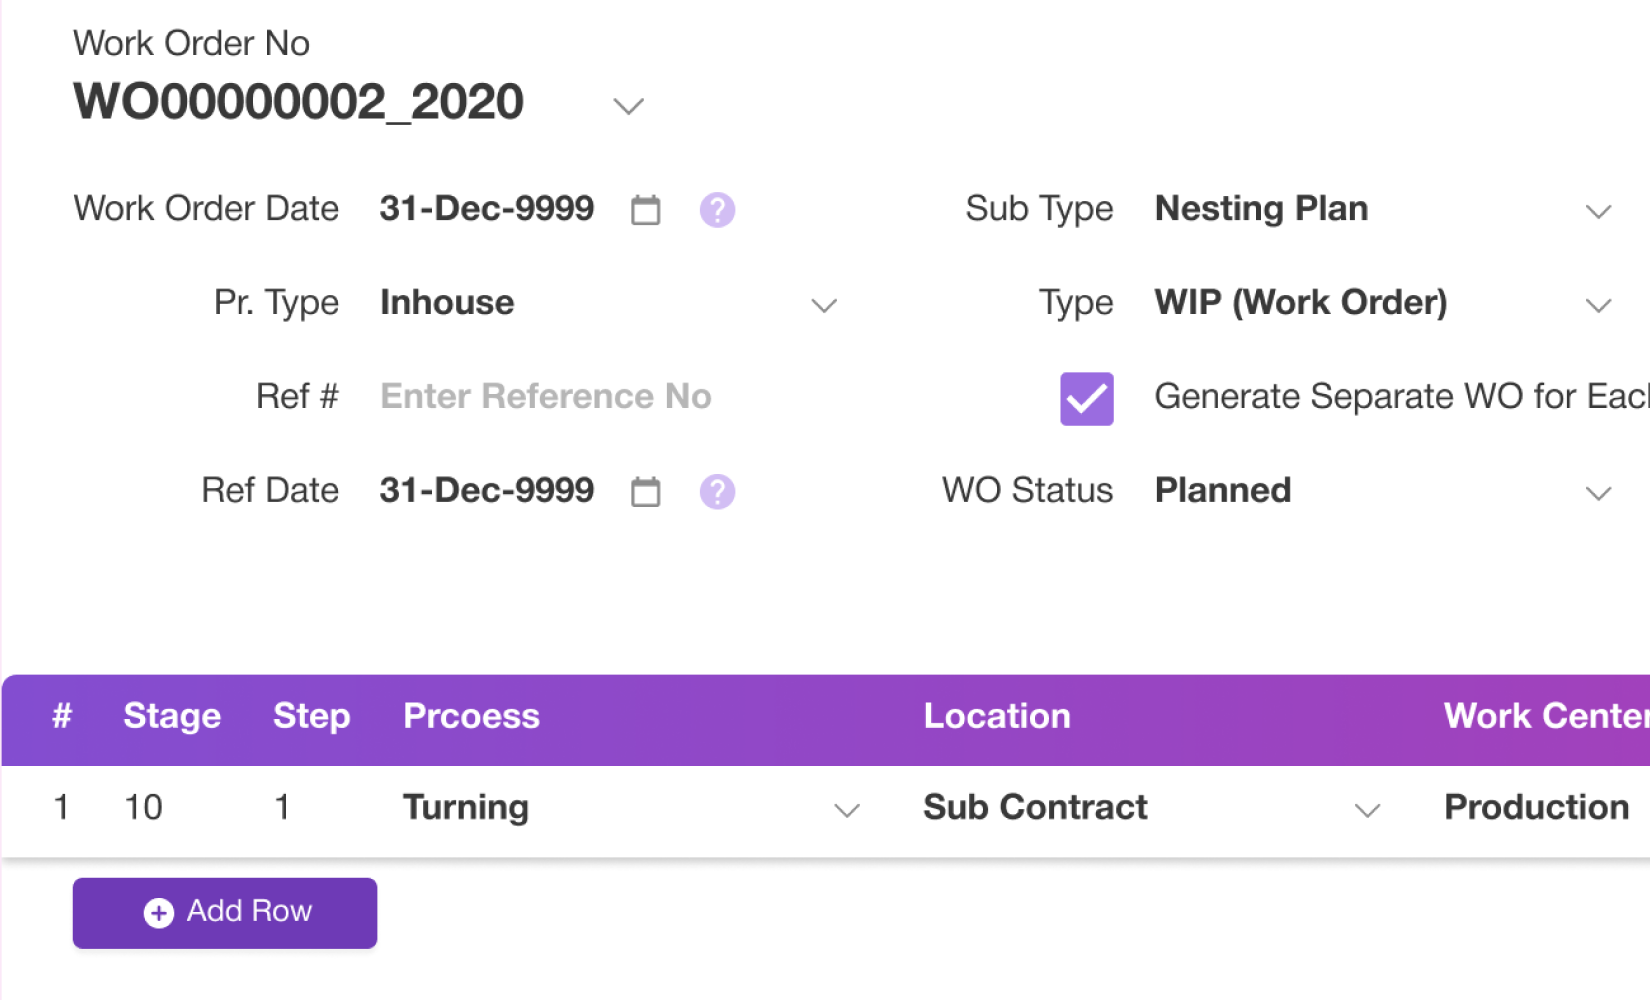 Work Order No
WO00000002_2020
Work Order Date 31-Dec-9999 ? Sub Type Nesting Plan
Pr. Type Inhouse Type WIP (Work Order)
Ref # Enter Reference No Generate Separate WO for Each
Ref Date 31-Dec-9999 ? WO Status Planned
# Stage Step Prcoess Location Work Center
1 10 1 Turning Sub Contract Production
Add Row